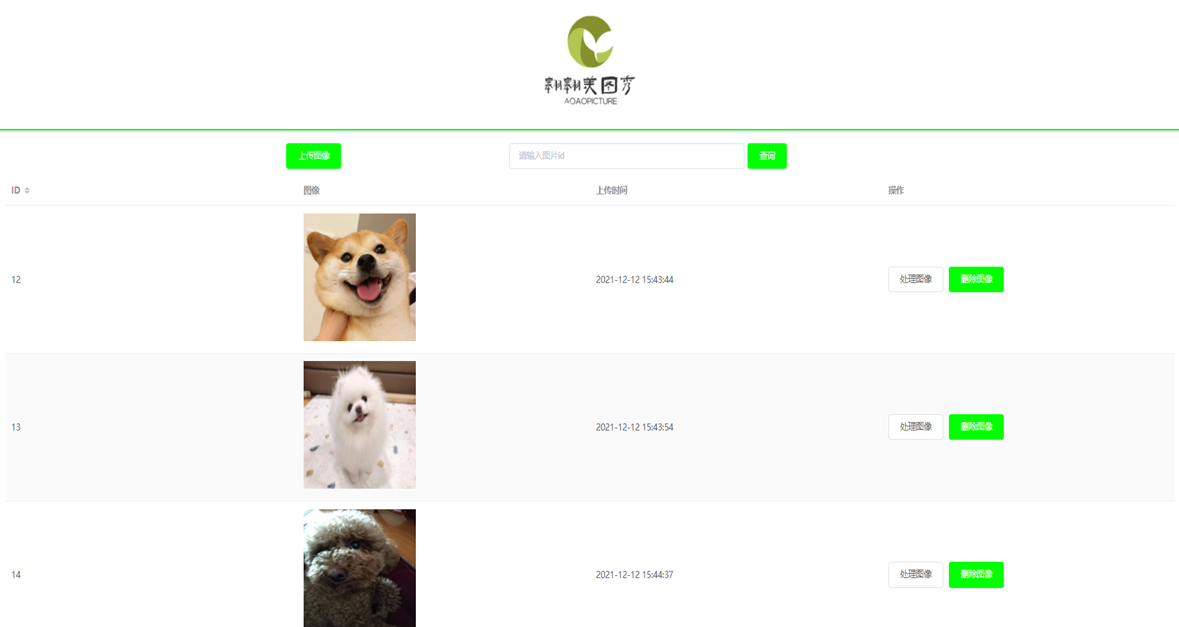 美图秀
AOAOPICTURE
上传图像
请输入图片id
查询
ID 图像 上传时间 操作
12 2021-12-12 15:43:44 处理图像 删除图像
13 2021-12-12 15:43:54 处理图像 删除图像
14 2021-12-12 15:44:37 处理图像 删除图像